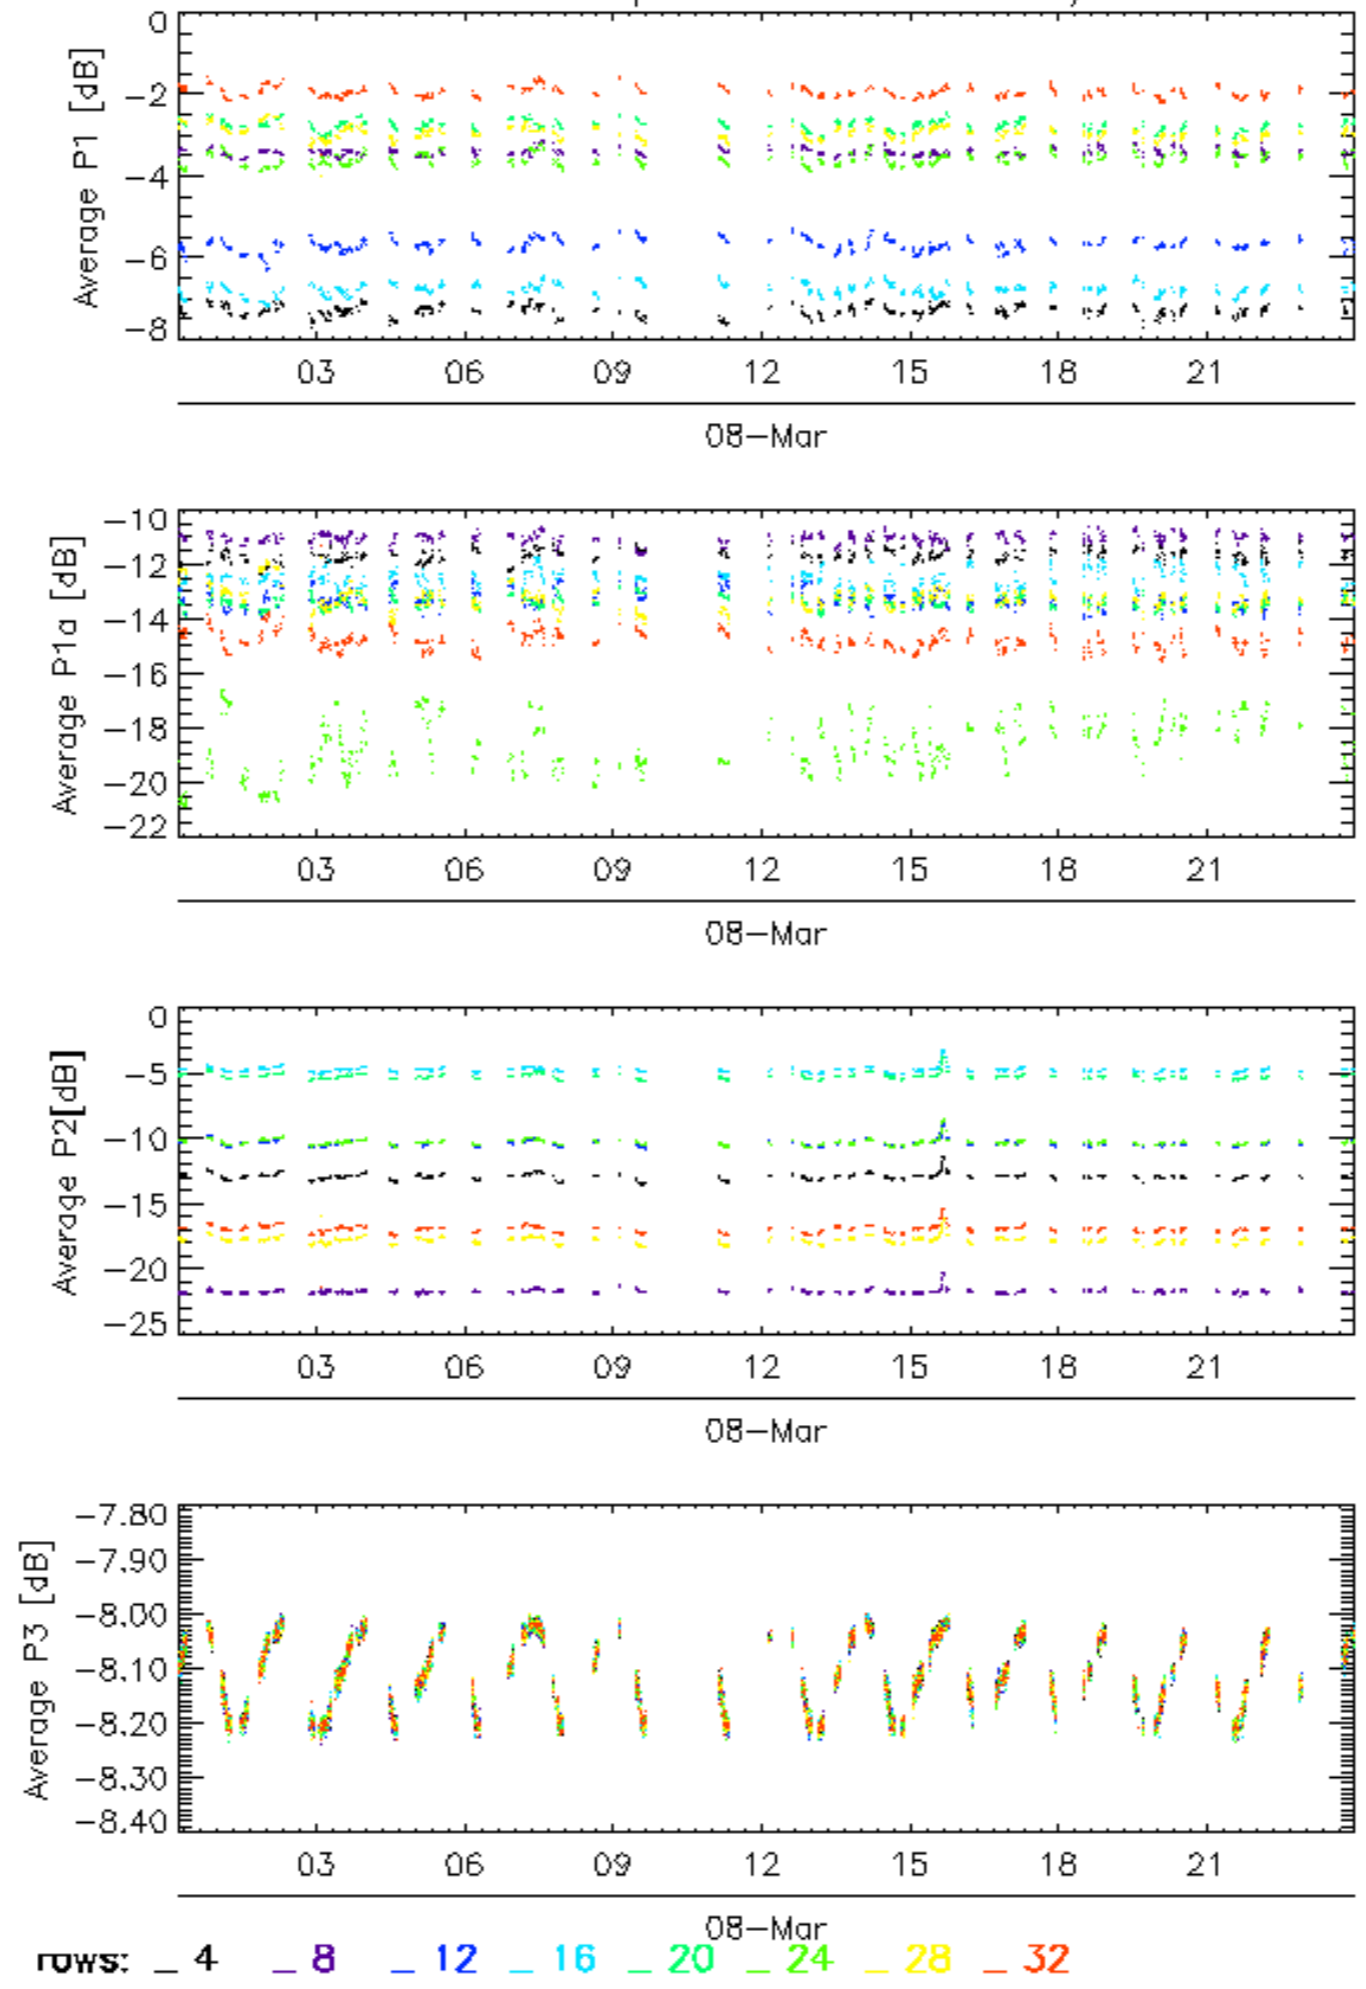 Average P1 [dB]
0
−2
−4
−6
−8
03 06 09 12 15 18 21
08−Mar
Average P1a [dB]
−10
−12
−14
−16
−18
−20
−22
03 06 09 12 15 18 21
08−Mar
Average P2[dB]
0
−5
−10
−15
−20
−25
03 06 09 12 15 18 21
08−Mar
Average P3 [dB]
−7.80
−7.90
−8.00
−8.10
−8.20
−8.30
−8.40
03 06 09 12 15 18 21
08−Mar
rows: _ 4 _ 8 _ 12 _ 16 _ 20 _ 24 _ 28 _ 32